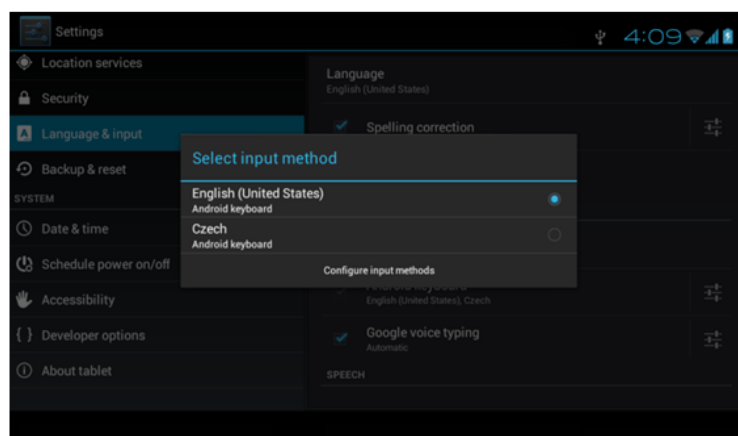 Settings
4:09
Location services
Security
Language & input
Backup & reset
SYSTEM
Date & time
Schedule power on/off
Accessibility
Developer options
About tablet
Language
English (United States)
Spelling correction
Select input method
English (United States)
Android keyboard
Czech
Android keyboard
Configure input methods
English (United States), Czech
Google voice typing
Automatic
SPEECH